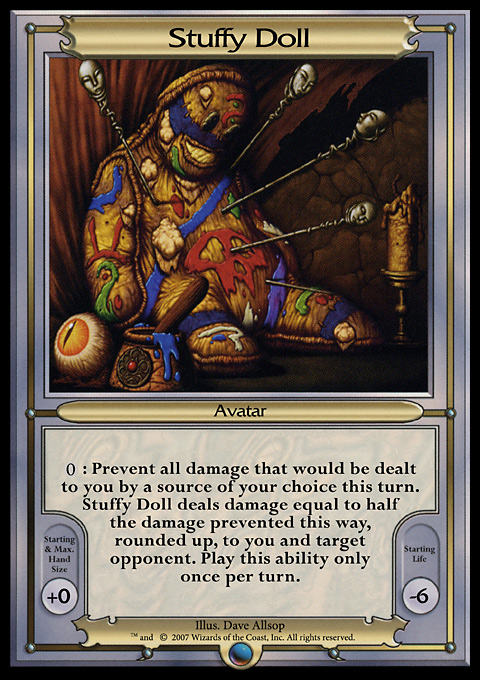 Stuffy Doll
Avatar
0 : Prevent all damage that would be dealt
to you by a source of your choice this turn.
Stuffy Doll deals damage equal to half
the damage prevented this way,
rounded up, to you and target
opponent. Play this ability only
once per turn.
Starting
& Max.
Hand
Size
+0
Starting
Life
-6
Illus. Dave Allsop
™ and © 2007 Wizards of the Coast, Inc. All rights reserved.